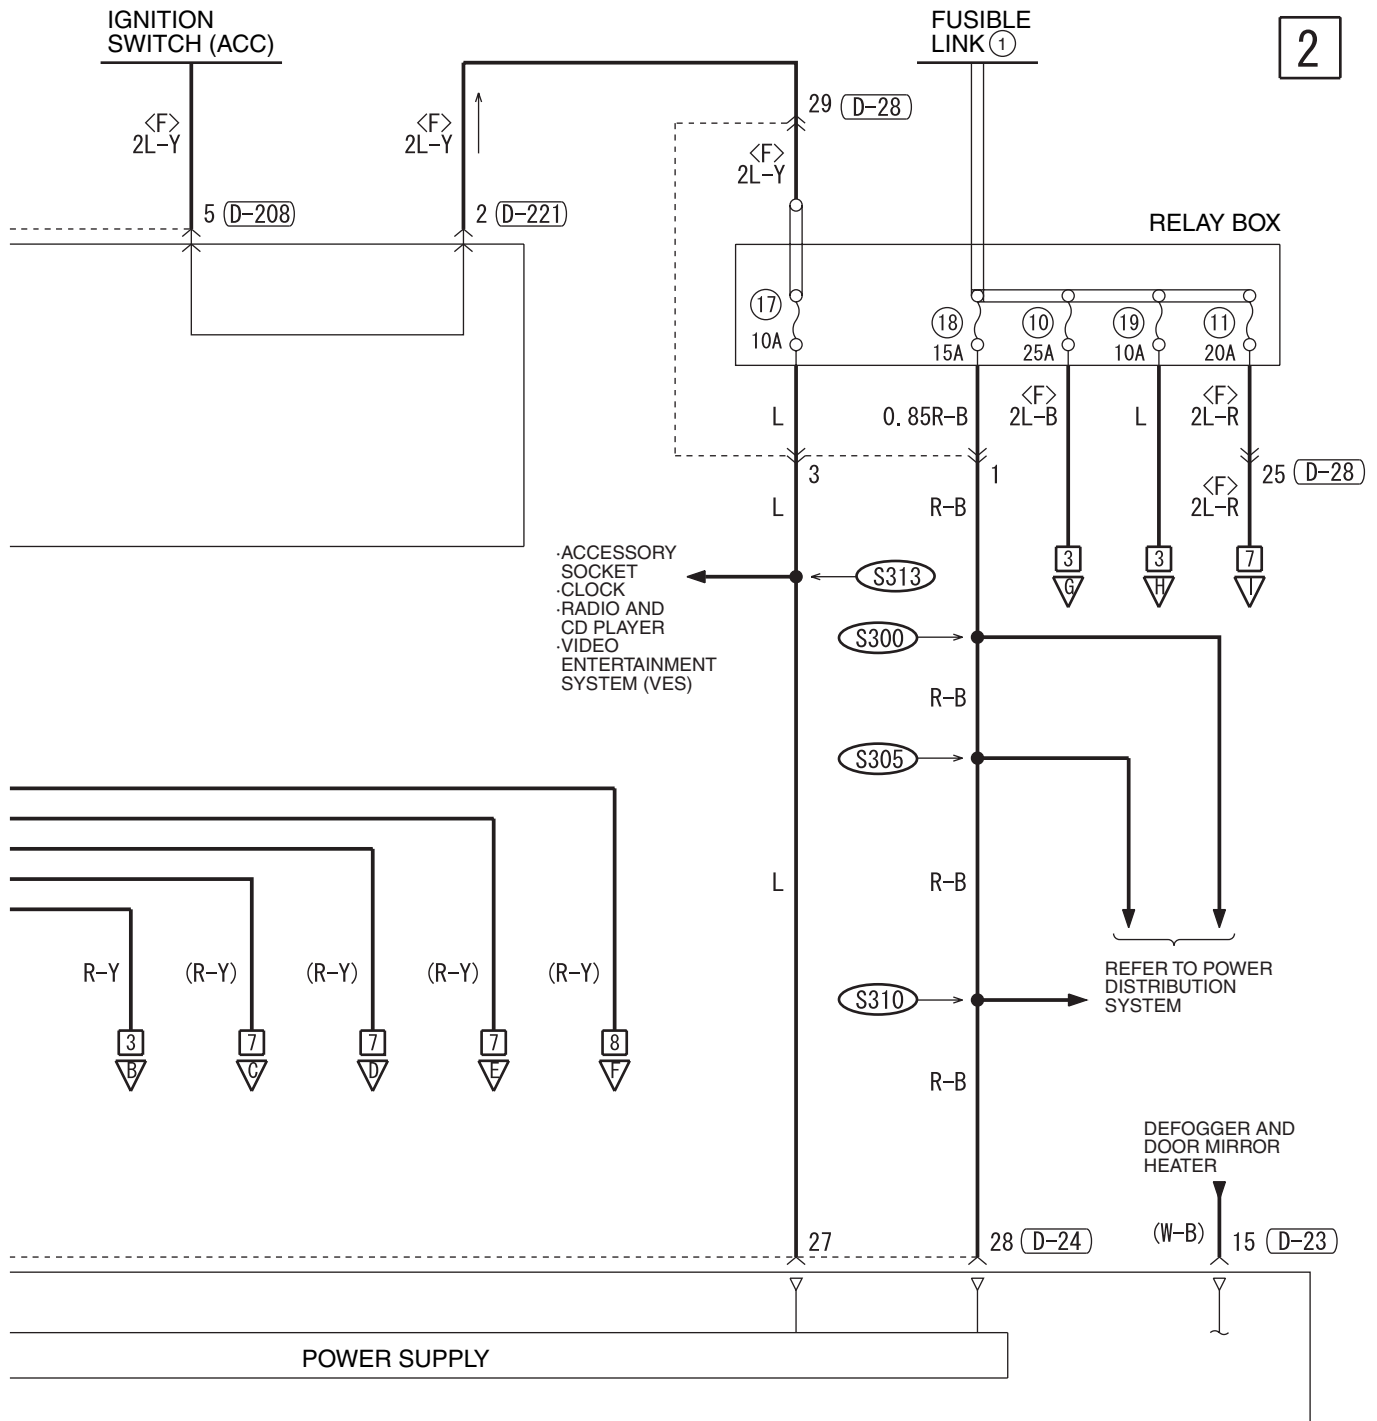 IGNITION
SWITCH (ACC)
FUSIBLE
LINK ①
2
29 (D-28)
<F>
2L-Y
<F>
2L-Y
<F>
2L-Y
5 (D-208)
2 (D-221)
RELAY BOX
17
10A
18
15A
10
25A
19
10A
11
20A
L
0.85R-B
<F>
2L-B
L
<F>
2L-R
3
1
25 (D-28)
L
R-B
<F>
2L-R
·ACCESSORY
SOCKET
·CLOCK
·RADIO AND
CD PLAYER
·VIDEO
ENTERTAINMENT
SYSTEM (VES)
S313
3
G
3
H
7
I
S300
R-B
S305
L
R-B
R-Y
(R-Y)
(R-Y)
(R-Y)
(R-Y)
REFER TO POWER
DISTRIBUTION
SYSTEM
S310
3
B
7
C
7
D
7
E
8
F
R-B
DEFOGGER AND
DOOR MIRROR
HEATER
27
28 (D-24)
(W-B)
15 (D-23)
POWER SUPPLY